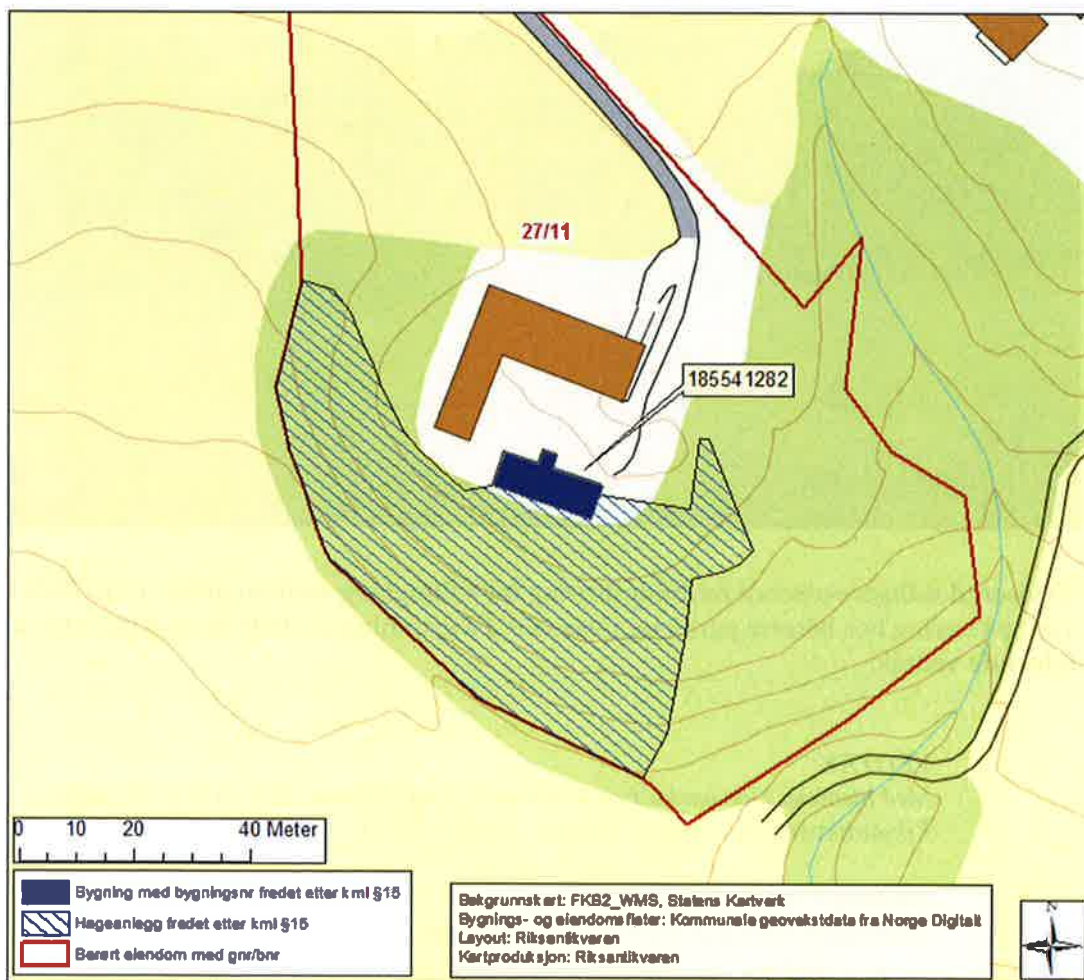 27/11
185541282
0 10 20 40 Meter
Bygning med bygningsnr fredet etter kml §15
Hageanlegg fredet etter kml §15
Berørt eiendom med gnr/bnr
Bakgrunnskart: FKB2_WMS, Statens Kartverk
Bygnings- og eiendomsflater: Kommunale geovekstdata fra Norge Digitalt
Layout: Riksantikvaren
Kartproduksjon: Riksantikvaren
N